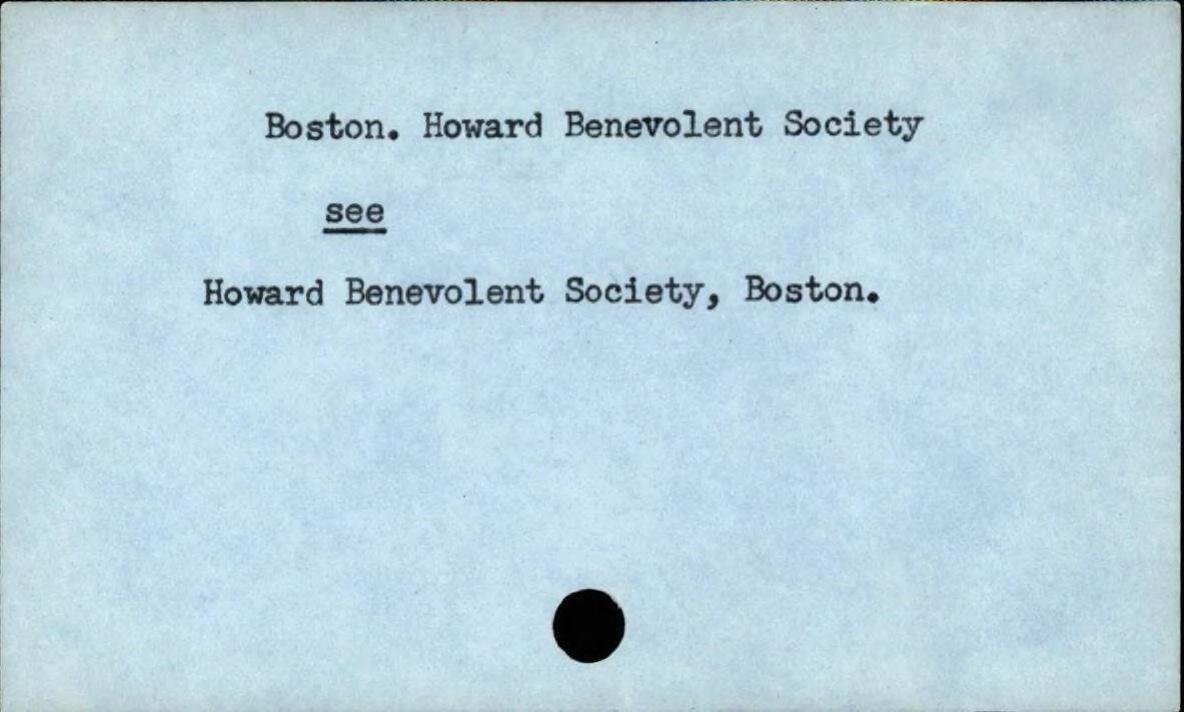 Boston. Howard Benevolent Society
see
Howard Benevolent Society, Boston.